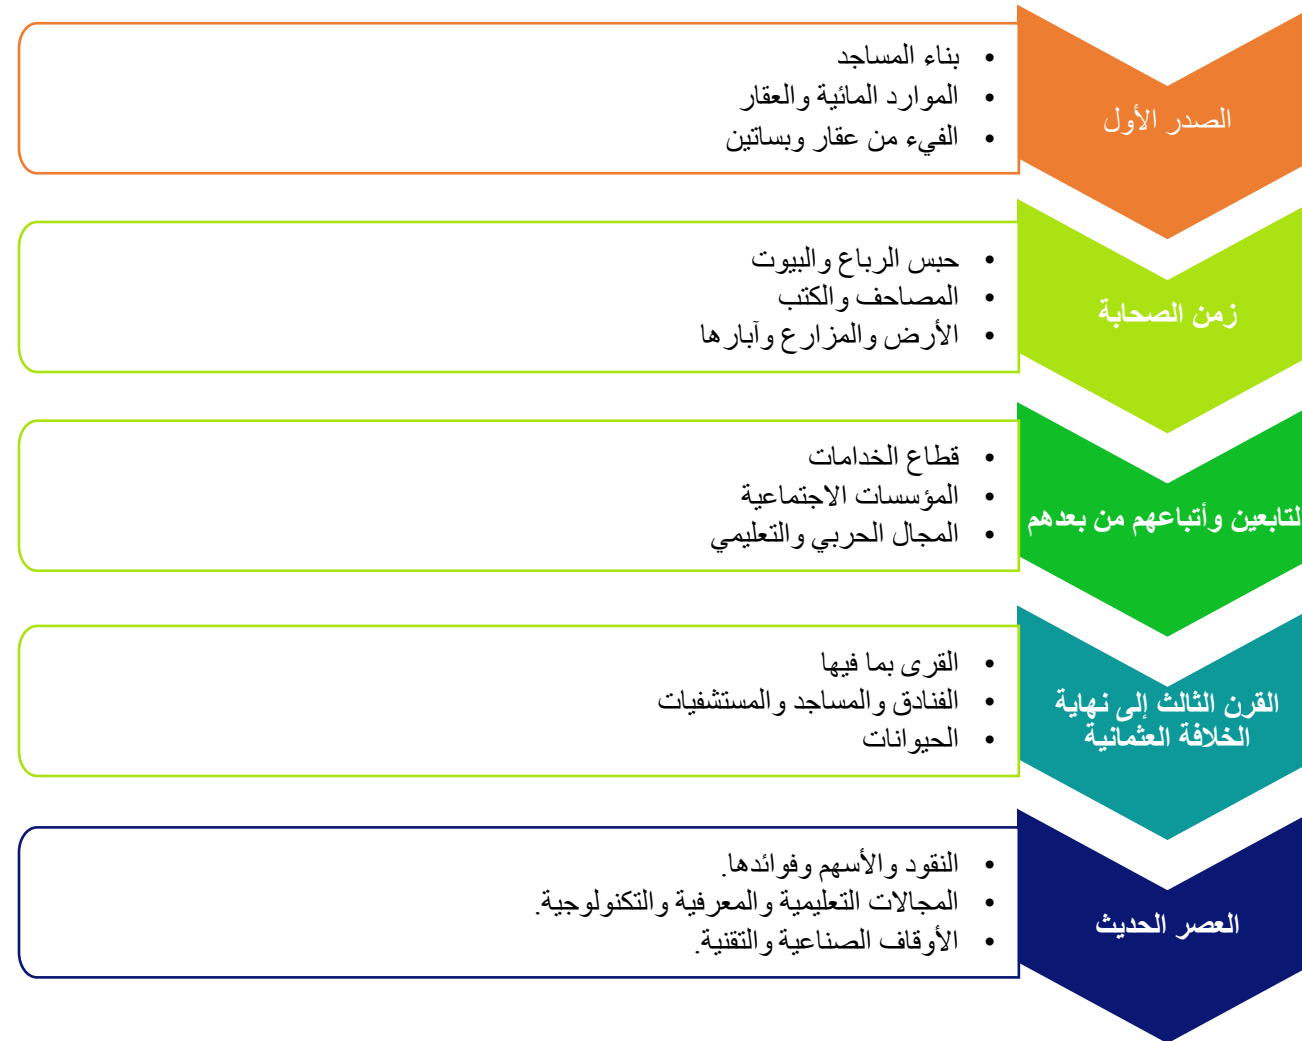 الصدر الأول
• بناء المساجد
• الموارد المائية والعقار
• الفيء من عقار وبساتين
زمن الصحابة
• حبس الرباع والبيوت
• المصاحف والكتب
• الأرض والمزارع وآبارها
لتابعين وأتباعهم من بعدهم
• قطاع الخدامات
• المؤسسات الاجتماعية
• المجال الحربي والتعليمي
القرن الثالث إلى نهاية
الخلافة العثمانية
• القرى بما فيها
• الفنادق والمساجد والمستشفيات
• الحيوانات
العصر الحديث
• النقود والأسهم وفوائدها.
• المجالات التعليمية والمعرفية والتكنولوجية.
• الأوقاف الصناعية والتقنية.